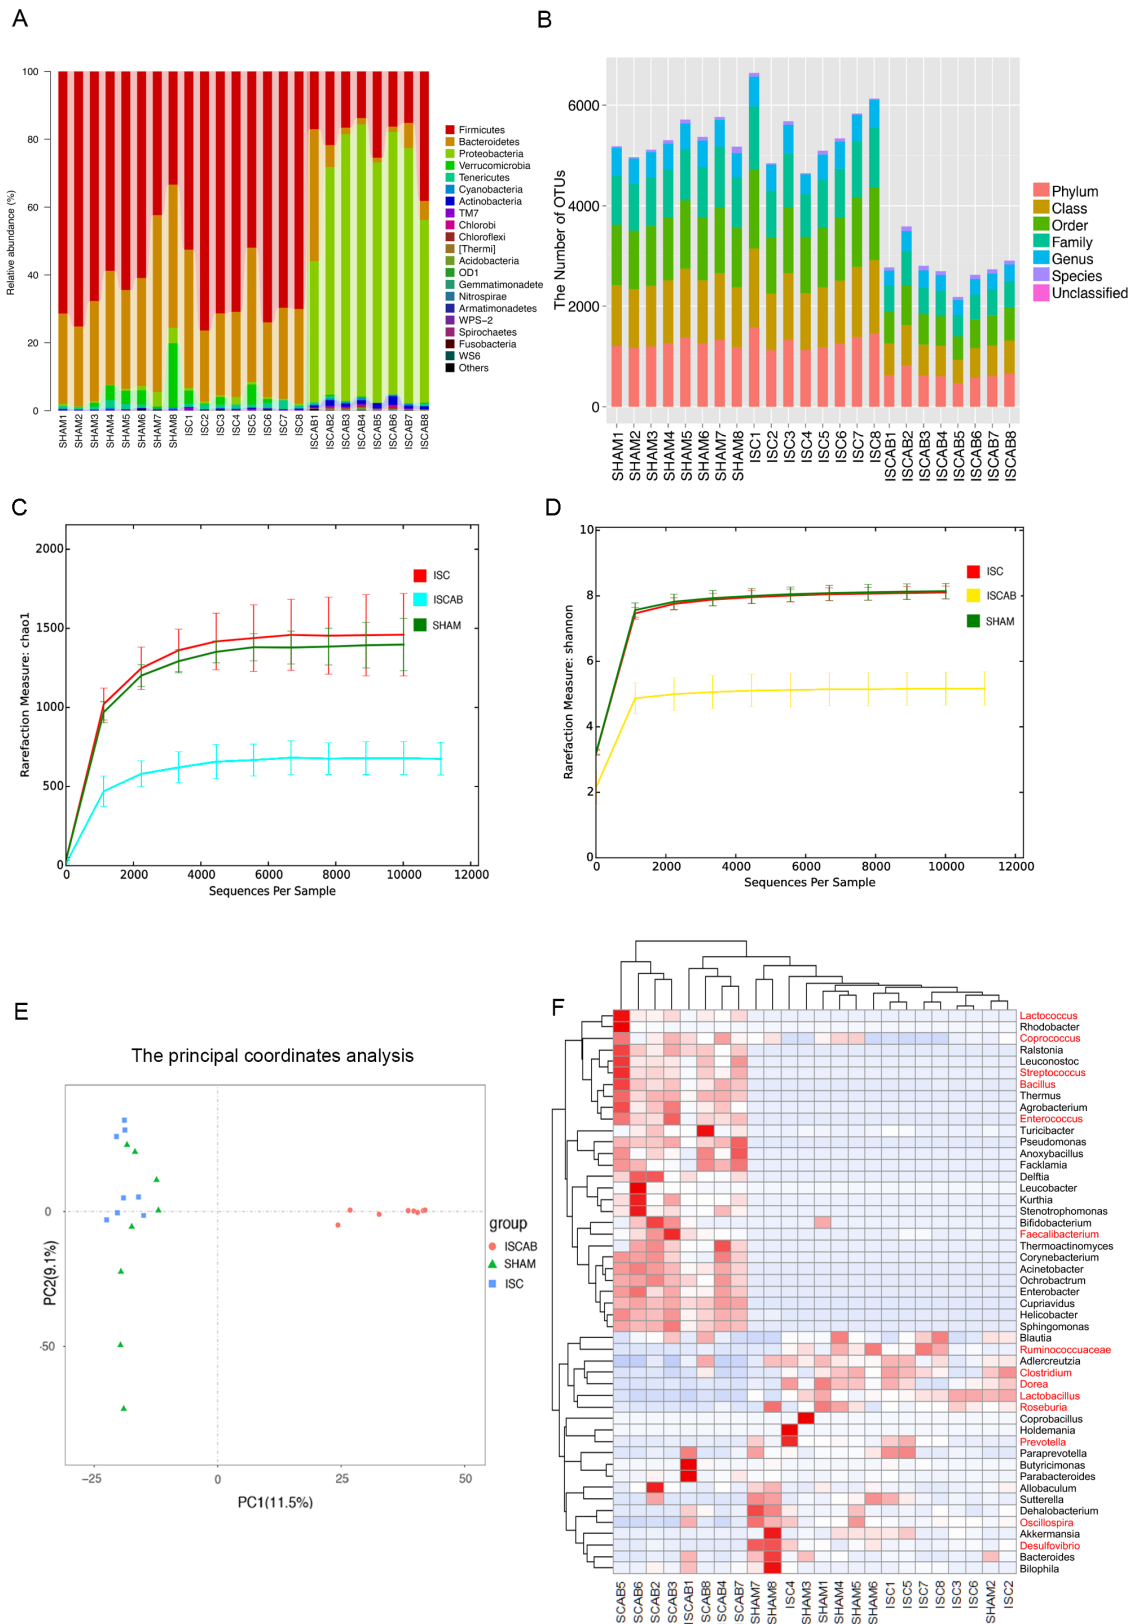 A
100
80
60
40
20
0
Relative abundance (%)
SHAM1
SHAM2
SHAM3
SHAM4
SHAM5
SHAM6
SHAM7
SHAM8
ISC1
ISC2
ISC3
ISC4
ISC5
ISC6
ISC7
ISC8
ISCAB1
ISCAB2
ISCAB3
ISCAB4
ISCAB5
ISCAB6
ISCAB7
ISCAB8
Firmicutes
Bacteroidetes
Proteobacteria
Verrucomicrobia
Tenericutes
Cyanobacteria
Actinobacteria
TM7
Chlorobi
Chloroflexi
[Thermi]
Acidobacteria
OD1
Gemmatimonadete
Nitrospirae
Armatimonadetes
WPS-2
Spirochaetes
Fusobacteria
WS6
Others
B
6000
4000
2000
0
The Number of OTUs
SHAM1
SHAM2
SHAM3
SHAM4
SHAM5
SHAM6
SHAM7
SHAM8
ISC1
ISC2
ISC3
ISC4
ISC5
ISC6
ISC7
ISC8
ISCAB1
ISCAB2
ISCAB3
ISCAB4
ISCAB5
ISCAB6
ISCAB7
ISCAB8
Phylum
Class
Order
Family
Genus
Species
Unclassified
C
2000
1500
1000
500
0
Rarefaction Measure: chao1
0 2000 4000 6000 8000 10000 12000
Sequences Per Sample
ISC
ISCAB
SHAM
D
10
8
6
4
2
0
Rarefaction Measure: shannon
0 2000 4000 6000 8000 10000 12000
Sequences Per Sample
ISC
ISCAB
SHAM
E
The principal coordinates analysis
0
-50
PC2(9.1%)
−25 0 25 50
PC1(11.5%)
group
ISCAB
SHAM
ISC
F
Lactococcus
Rhodobacter
Coprococcus
Ralstonia
Leuconostoc
Streptococcus
Bacillus
Thermus
Agrobacterium
Enterococcus
Turicibacter
Pseudomonas
Anoxybacillus
Facklamia
Delftia
Leucobacter
Kurthia
Stenotrophomonas
Bifidobacterium
Faecalibacterium
Thermoactinomyces
Corynebacterium
Acinetobacter
Ochrobactrum
Enterobacter
Cupriavidus
Helicobacter
Sphingomonas
Blautia
Ruminococcuaceae
Adlercreutzia
Clostridium
Dorea
Lactobacillus
Roseburia
Coprobacillus
Holdemania
Prevotella
Paraprevotella
Butyricimonas
Parabacteroides
Allobaculum
Sutterella
Dehalobacterium
Oscillospira
Akkermansia
Desulfovibrio
Bacteroides
Bilophila
SCAB5
SCAB6
SCAB2
SCAB3
ISCAB1
SCAB8
SCAB4
SCAB7
SHAM7
SHAM8
ISC4
SHAM3
SHAM1
SHAM4
SHAM5
SHAM6
ISC1
ISC5
ISC7
ISC8
ISC3
ISC6
SHAM2
ISC2